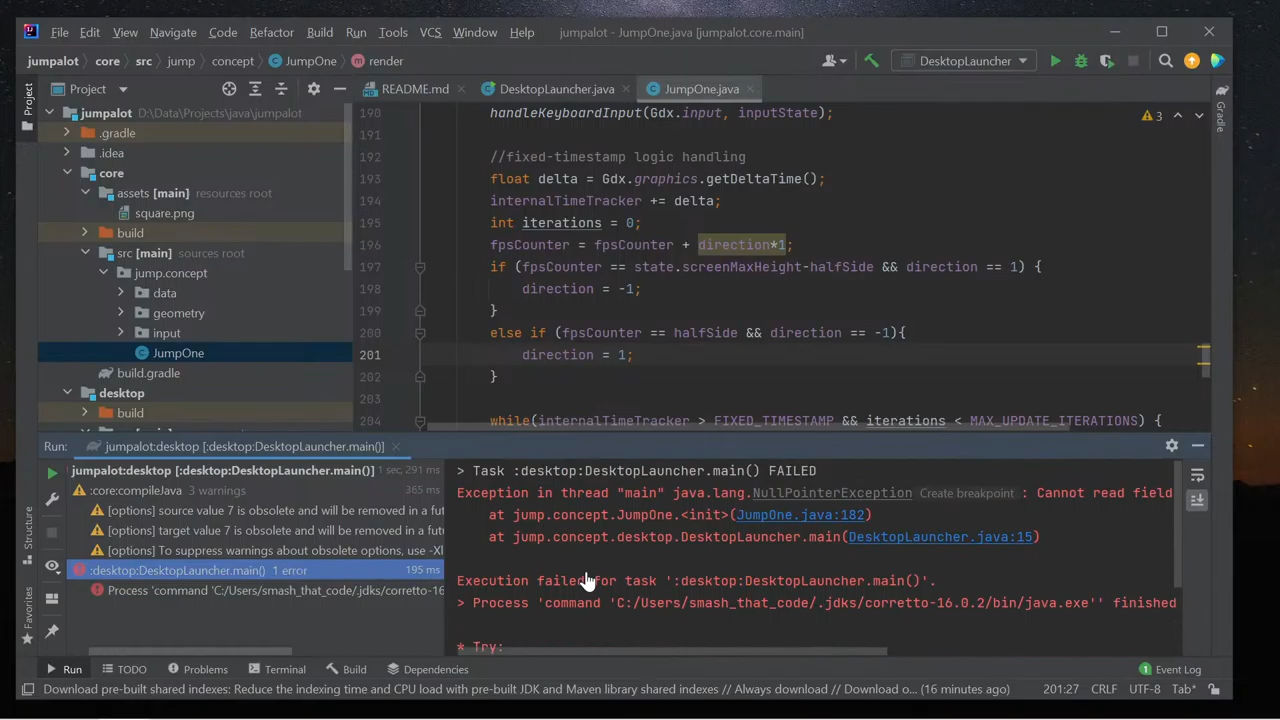 File Edit View Navigate Code Refactor Build Run Tools VCS Window Help jumpalot - JumpOne.java [jumpalot.core.main]
jumpalot core src jump concept JumpOne render DesktopLauncher
Project README.md DesktopLauncher.java JumpOne.java
Project
Gradle
jumpalot D:\Data\Projects\java\jumpalot
.gradle
.idea
core
assets [main] resources root
square.png
build
src [main] sources root
jump.concept
data
geometry
input
JumpOne
build.gradle
desktop
build
3
190 handleKeyboardInput(Gdx.input, inputState);
191
192 //fixed-timestamp logic handling
193 float delta = Gdx.graphics.getDeltaTime();
194 internalTimeTracker += delta;
195 int iterations = 0;
196 fpsCounter = fpsCounter + direction*1;
197 if (fpsCounter == state.screenMaxHeight-halfSide && direction == 1) {
198 direction = -1;
199 }
200 else if (fpsCounter == halfSide && direction == -1){
201 direction = 1;
202 }
203
204 while(internalTimeTracker > FIXED_TIMESTAMP && iterations < MAX_UPDATE_ITERATIONS) {
Run: jumpalot:desktop [:desktop:DesktopLauncher.main()]
jumpalot:desktop [:desktop:DesktopLauncher.main()] 1 sec, 291 ms
:core:compileJava 3 warnings 365 ms
[options] source value 7 is obsolete and will be removed in a futu
[options] target value 7 is obsolete and will be removed in a futu
[options] To suppress warnings about obsolete options, use -Xl
:desktop:DesktopLauncher.main() 1 error 195 ms
Process 'command 'C:/Users/smash_that_code/.jdks/corretto-16.0
> Task :desktop:DesktopLauncher.main() FAILED
Exception in thread "main" java.lang.NullPointerException Create breakpoint : Cannot read field
at jump.concept.JumpOne.<init>(JumpOne.java:182)
at jump.concept.desktop.DesktopLauncher.main(DesktopLauncher.java:15)
Execution failed for task ':desktop:DesktopLauncher.main()'.
> Process 'command 'C:/Users/smash_that_code/.jdks/corretto-16.0.2/bin/java.exe'' finished
* Try:
Structure
Favorites
Run TODO Problems Terminal Build Dependencies 1 Event Log
Download pre-built shared indexes: Reduce the indexing time and CPU load with pre-built JDK and Maven library shared indexes // Always download // Download o... (16 minutes ago) 201:27 CRLF UTF-8 Tab*